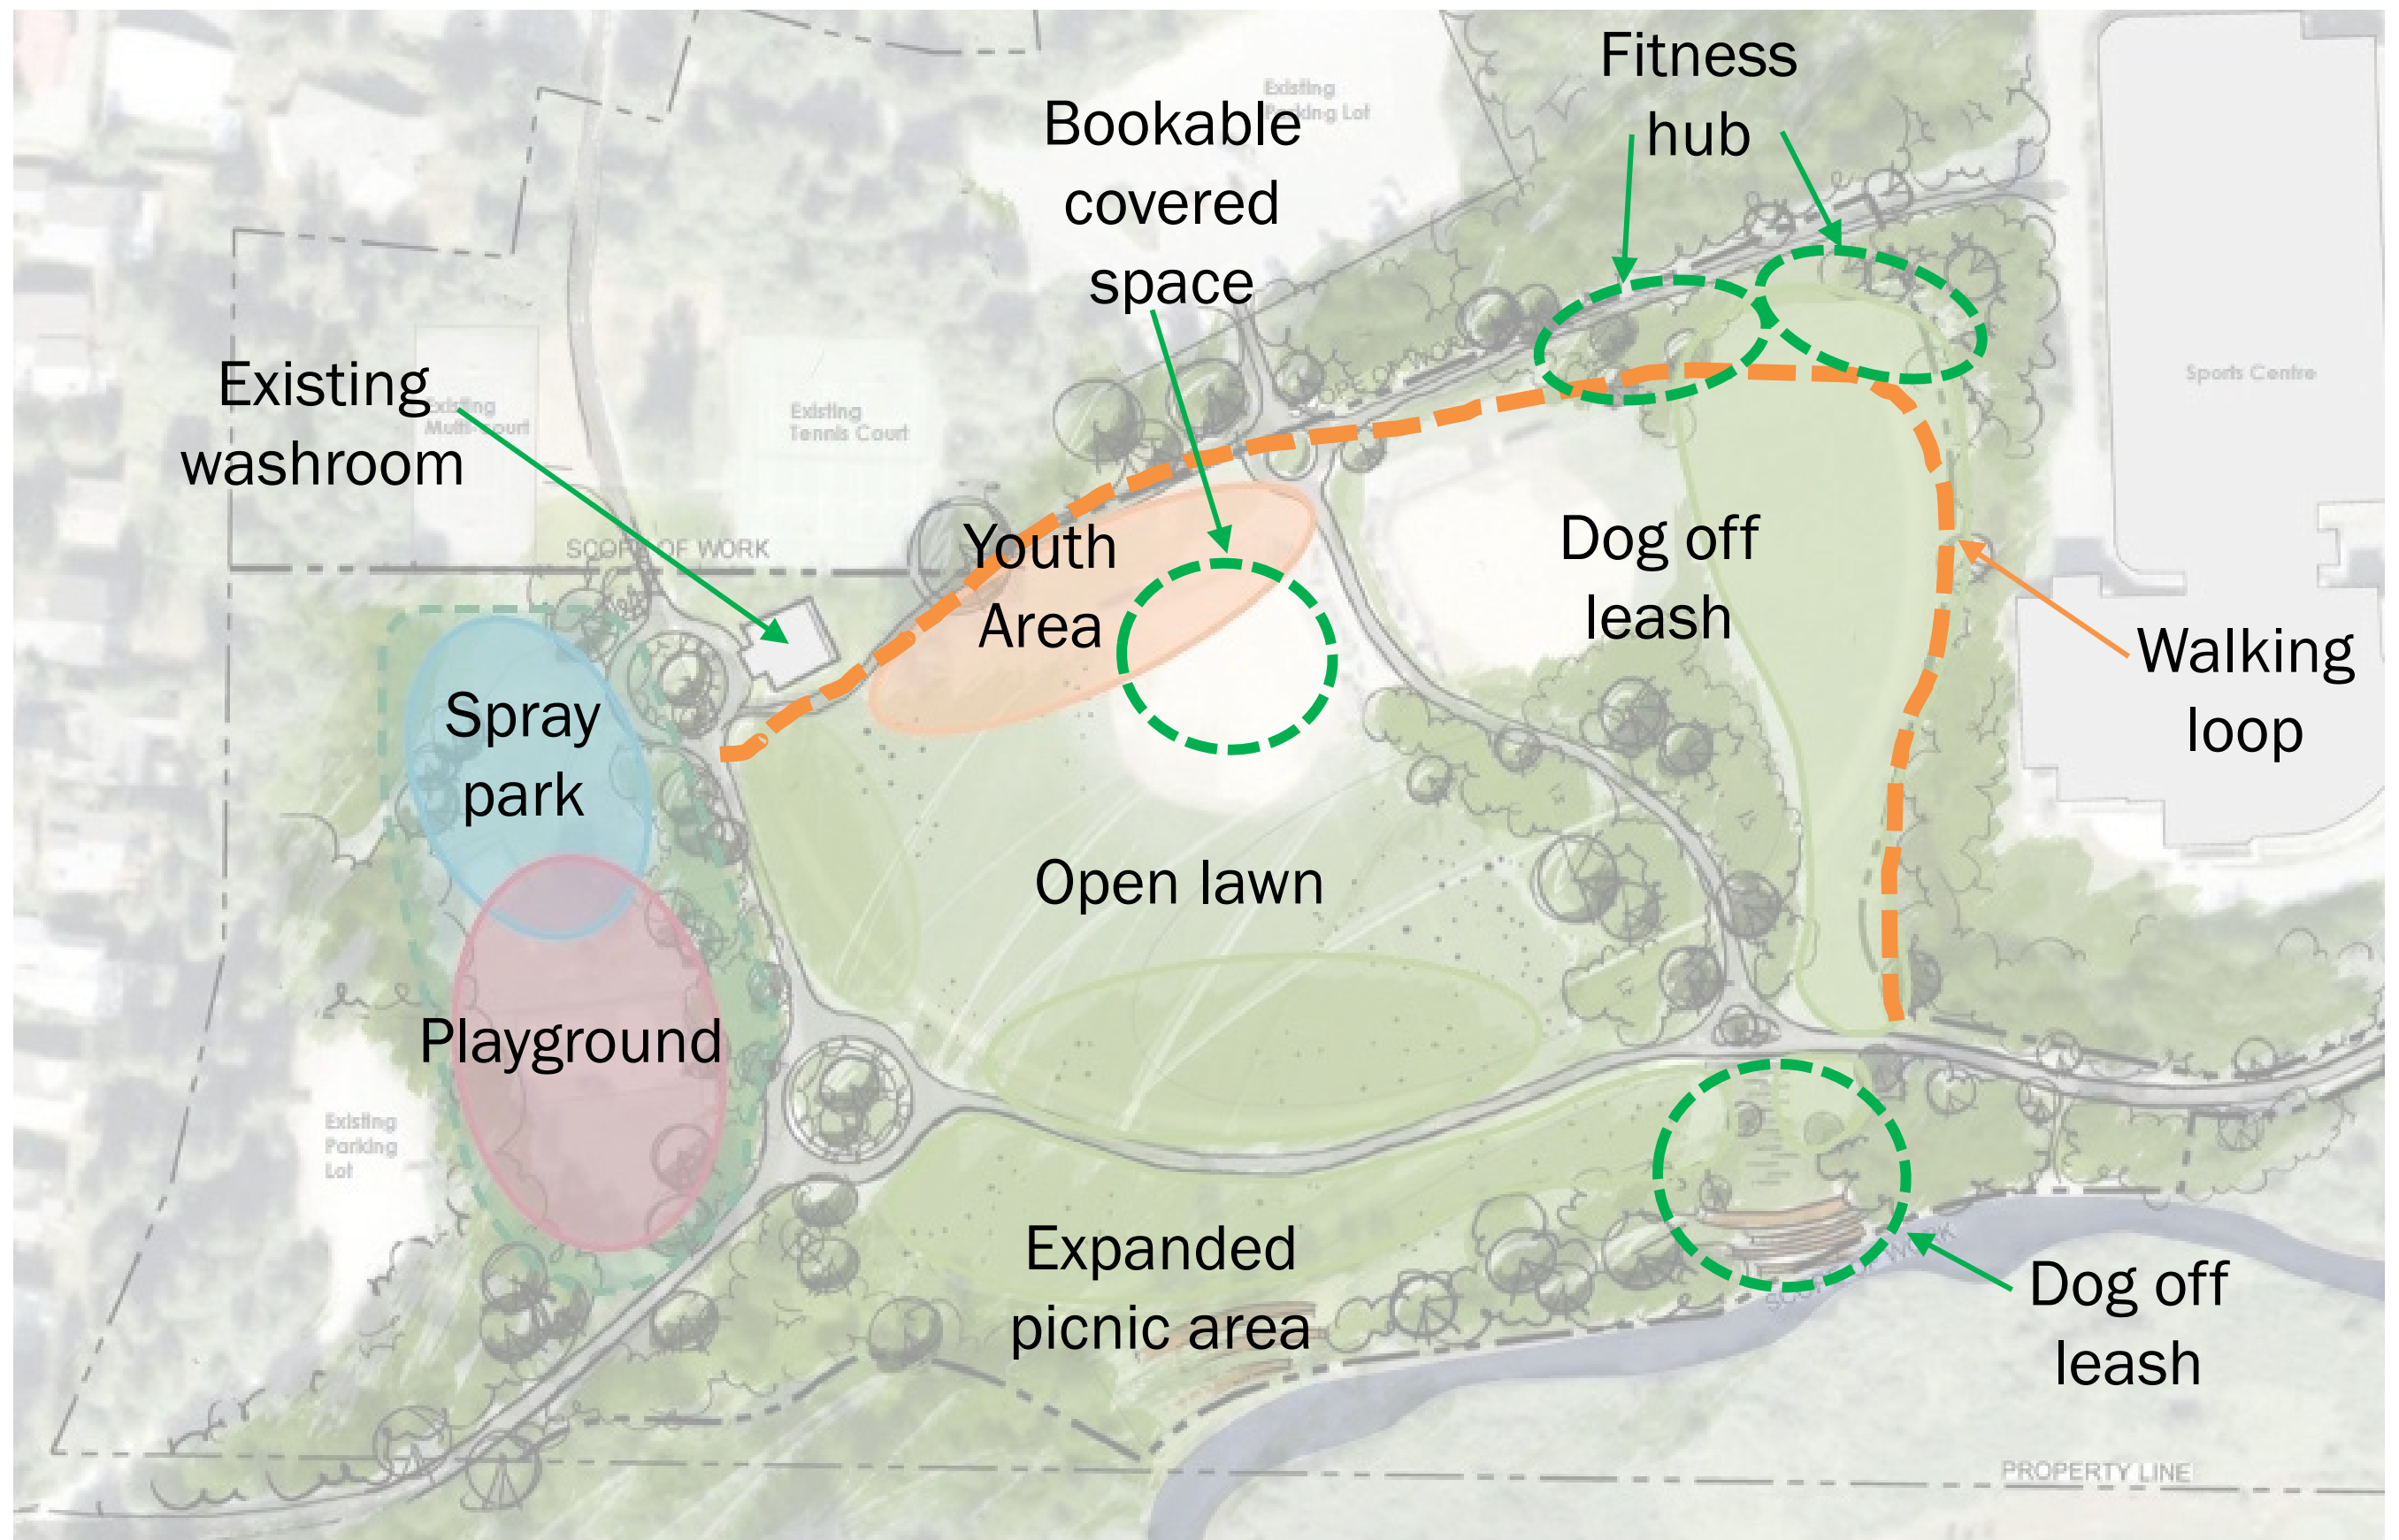 Fitness
hub
Existing
Parking Lot
Bookable
covered
space
Existing
washroom
Existing
Multi-court
Existing
Tennis Court
Sports Centre
SCOPE OF WORK
Youth
Area
Dog off
leash
Walking
loop
Spray
park
Open lawn
Playground
Existing
Parking
Lot
Expanded
picnic area
Dog off
leash
PROPERTY LINE